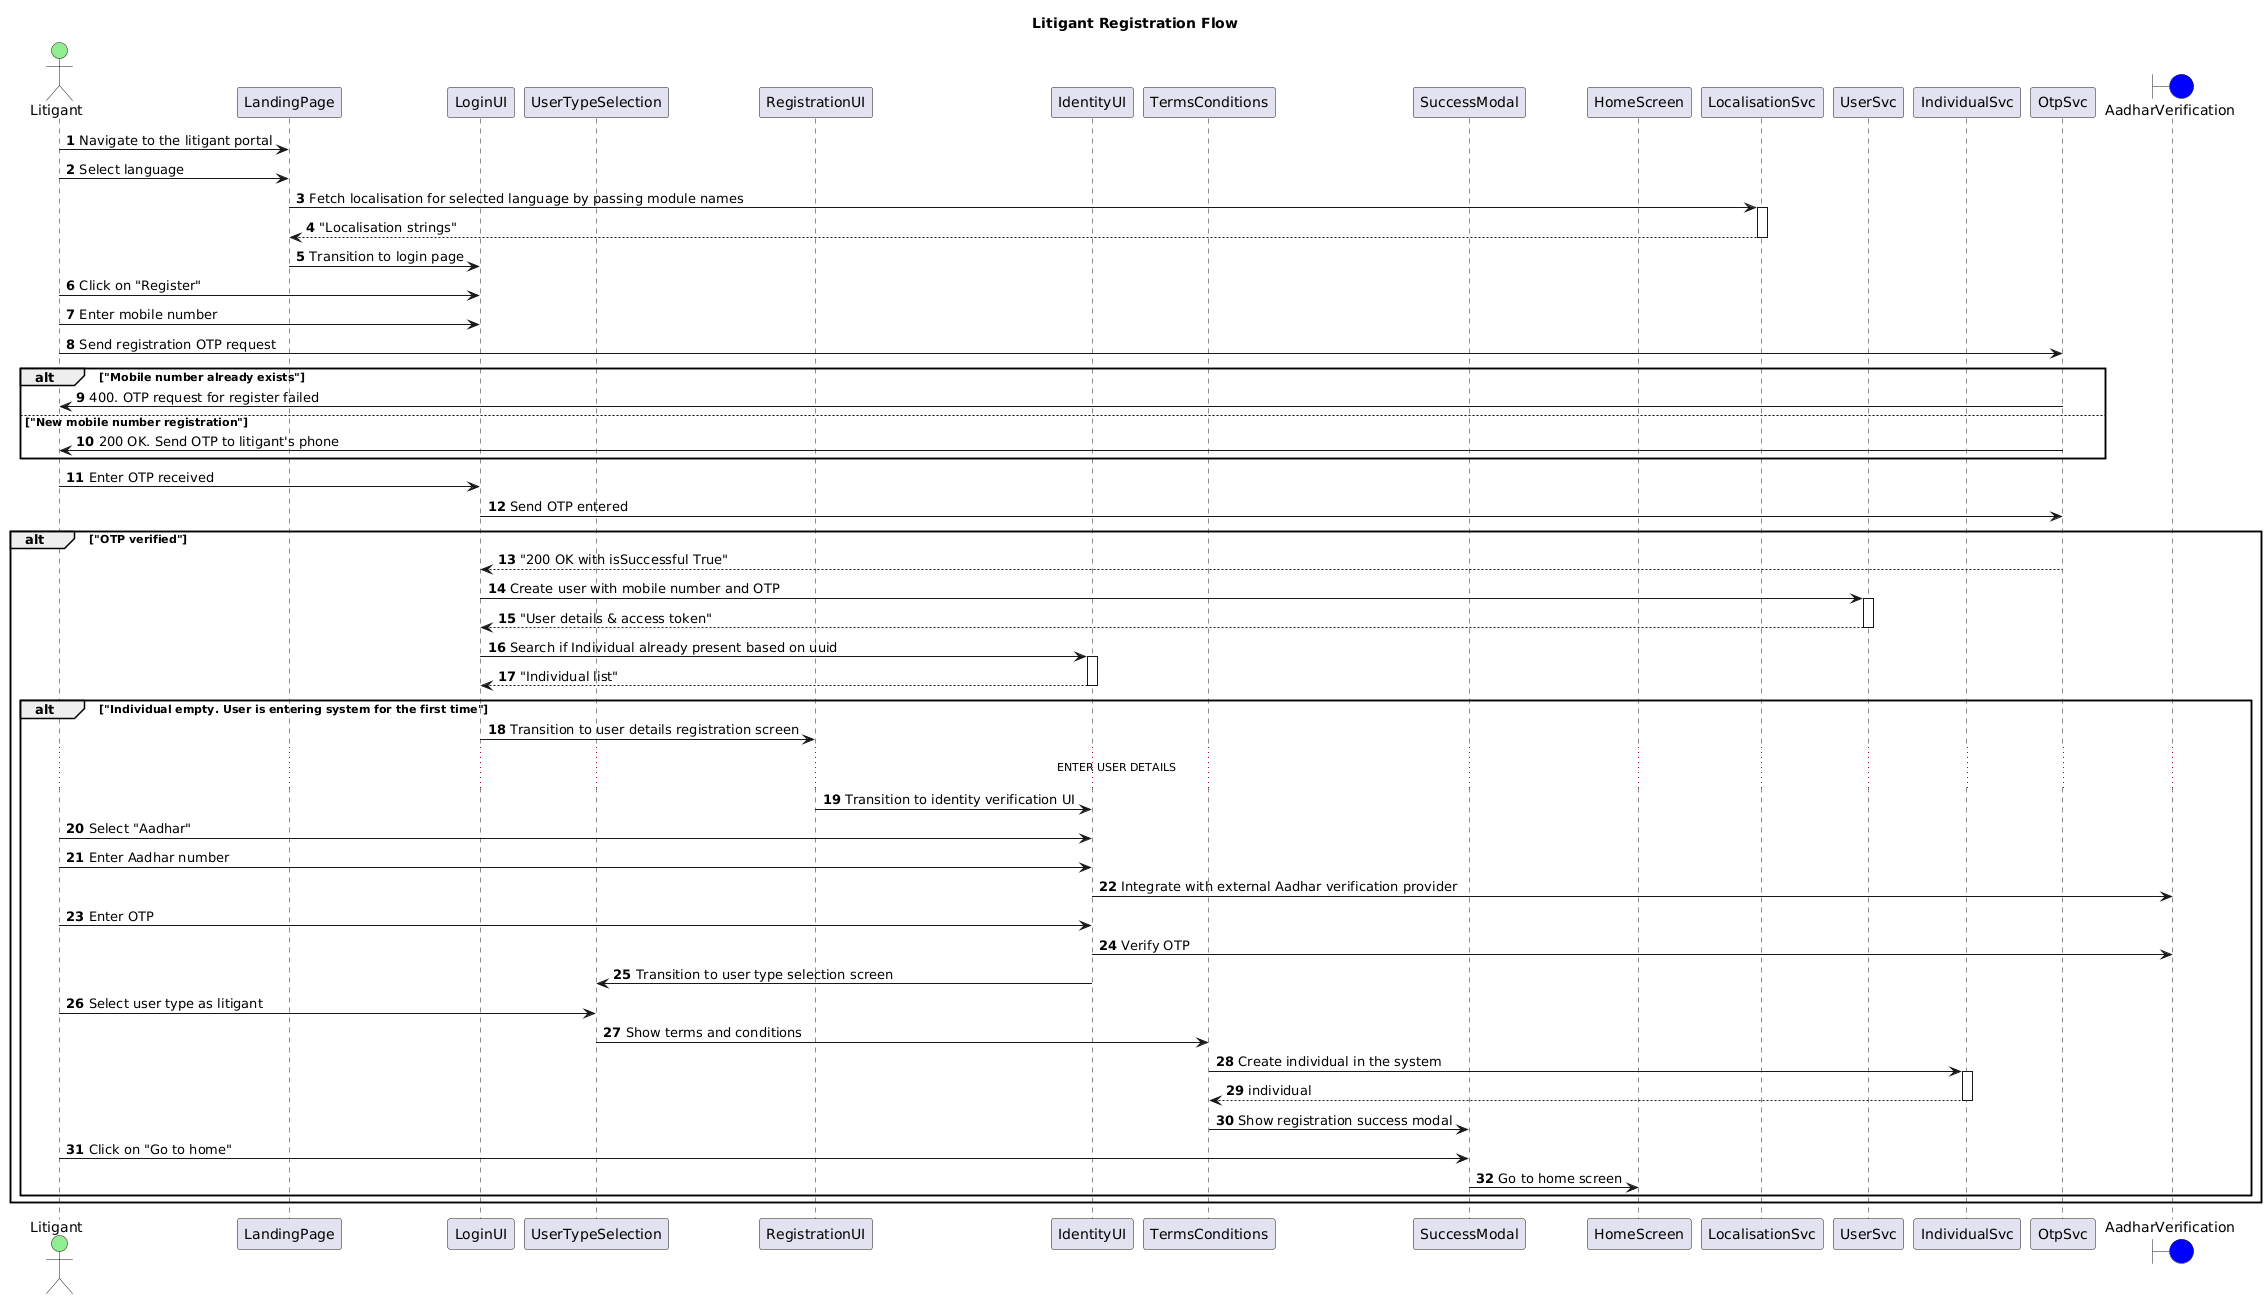 Litigant Registration Flow
Litigant
LandingPage
LoginUI
UserTypeSelection
RegistrationUI
IdentityUI
TermsConditions
SuccessModal
HomeScreen
LocalisationSvc
UserSvc
IndividualSvc
OtpSvc
AadharVerification
1 Navigate to the litigant portal
2 Select language
3 Fetch localisation for selected language by passing module names
4 "Localisation strings"
5 Transition to login page
6 Click on "Register"
7 Enter mobile number
8 Send registration OTP request
alt ["Mobile number already exists"]
9 400. OTP request for register failed
["New mobile number registration"]
10 200 OK. Send OTP to litigant's phone
11 Enter OTP received
12 Send OTP entered
alt ["OTP verified"]
13 "200 OK with isSuccessful True"
14 Create user with mobile number and OTP
15 "User details & access token"
16 Search if Individual already present based on uuid
17 "Individual list"
alt ["Individual empty. User is entering system for the first time"]
18 Transition to user details registration screen
ENTER USER DETAILS
19 Transition to identity verification UI
20 Select "Aadhar"
21 Enter Aadhar number
22 Integrate with external Aadhar verification provider
23 Enter OTP
24 Verify OTP
25 Transition to user type selection screen
26 Select user type as litigant
27 Show terms and conditions
28 Create individual in the system
29 individual
30 Show registration success modal
31 Click on "Go to home"
32 Go to home screen
Litigant
LandingPage
LoginUI
UserTypeSelection
RegistrationUI
IdentityUI
TermsConditions
SuccessModal
HomeScreen
LocalisationSvc
UserSvc
IndividualSvc
OtpSvc
AadharVerification